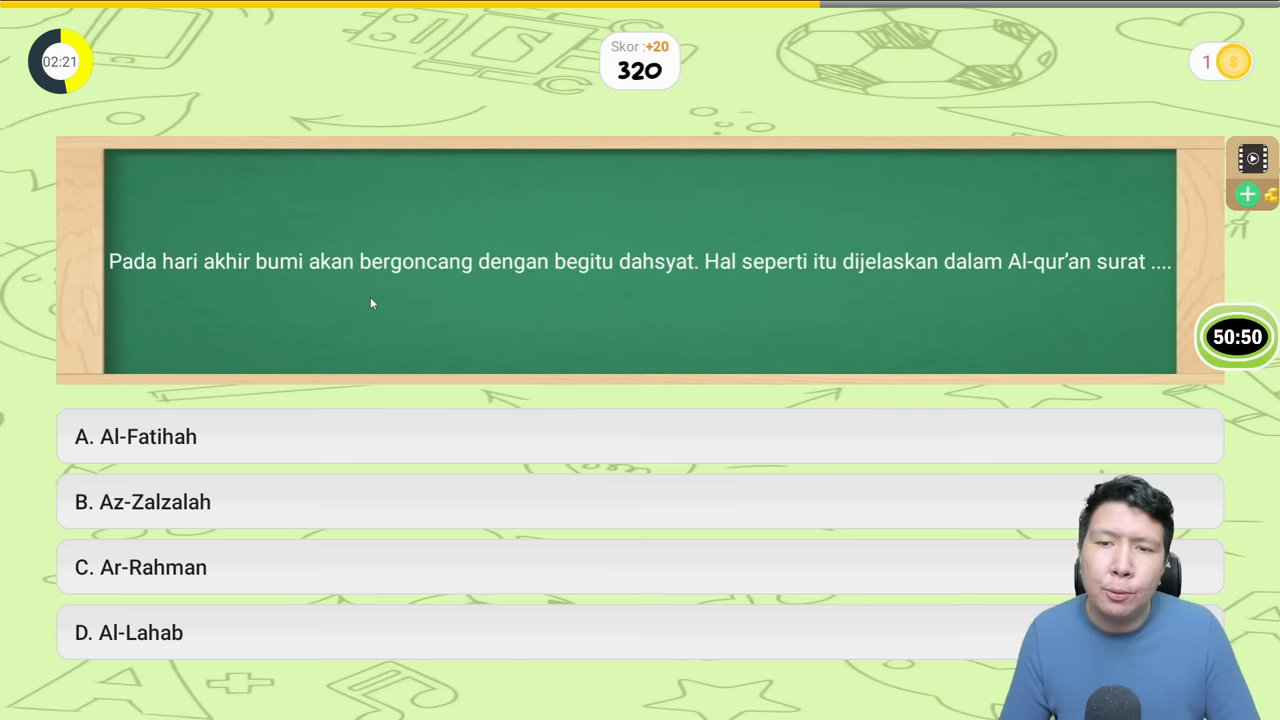 02:21
Skor :+20
320
1
Pada hari akhir bumi akan bergoncang dengan begitu dahsyat. Hal seperti itu dijelaskan dalam Al-qur’an surat ....
50:50
A. Al-Fatihah
B. Az-Zalzalah
C. Ar-Rahman
D. Al-Lahab